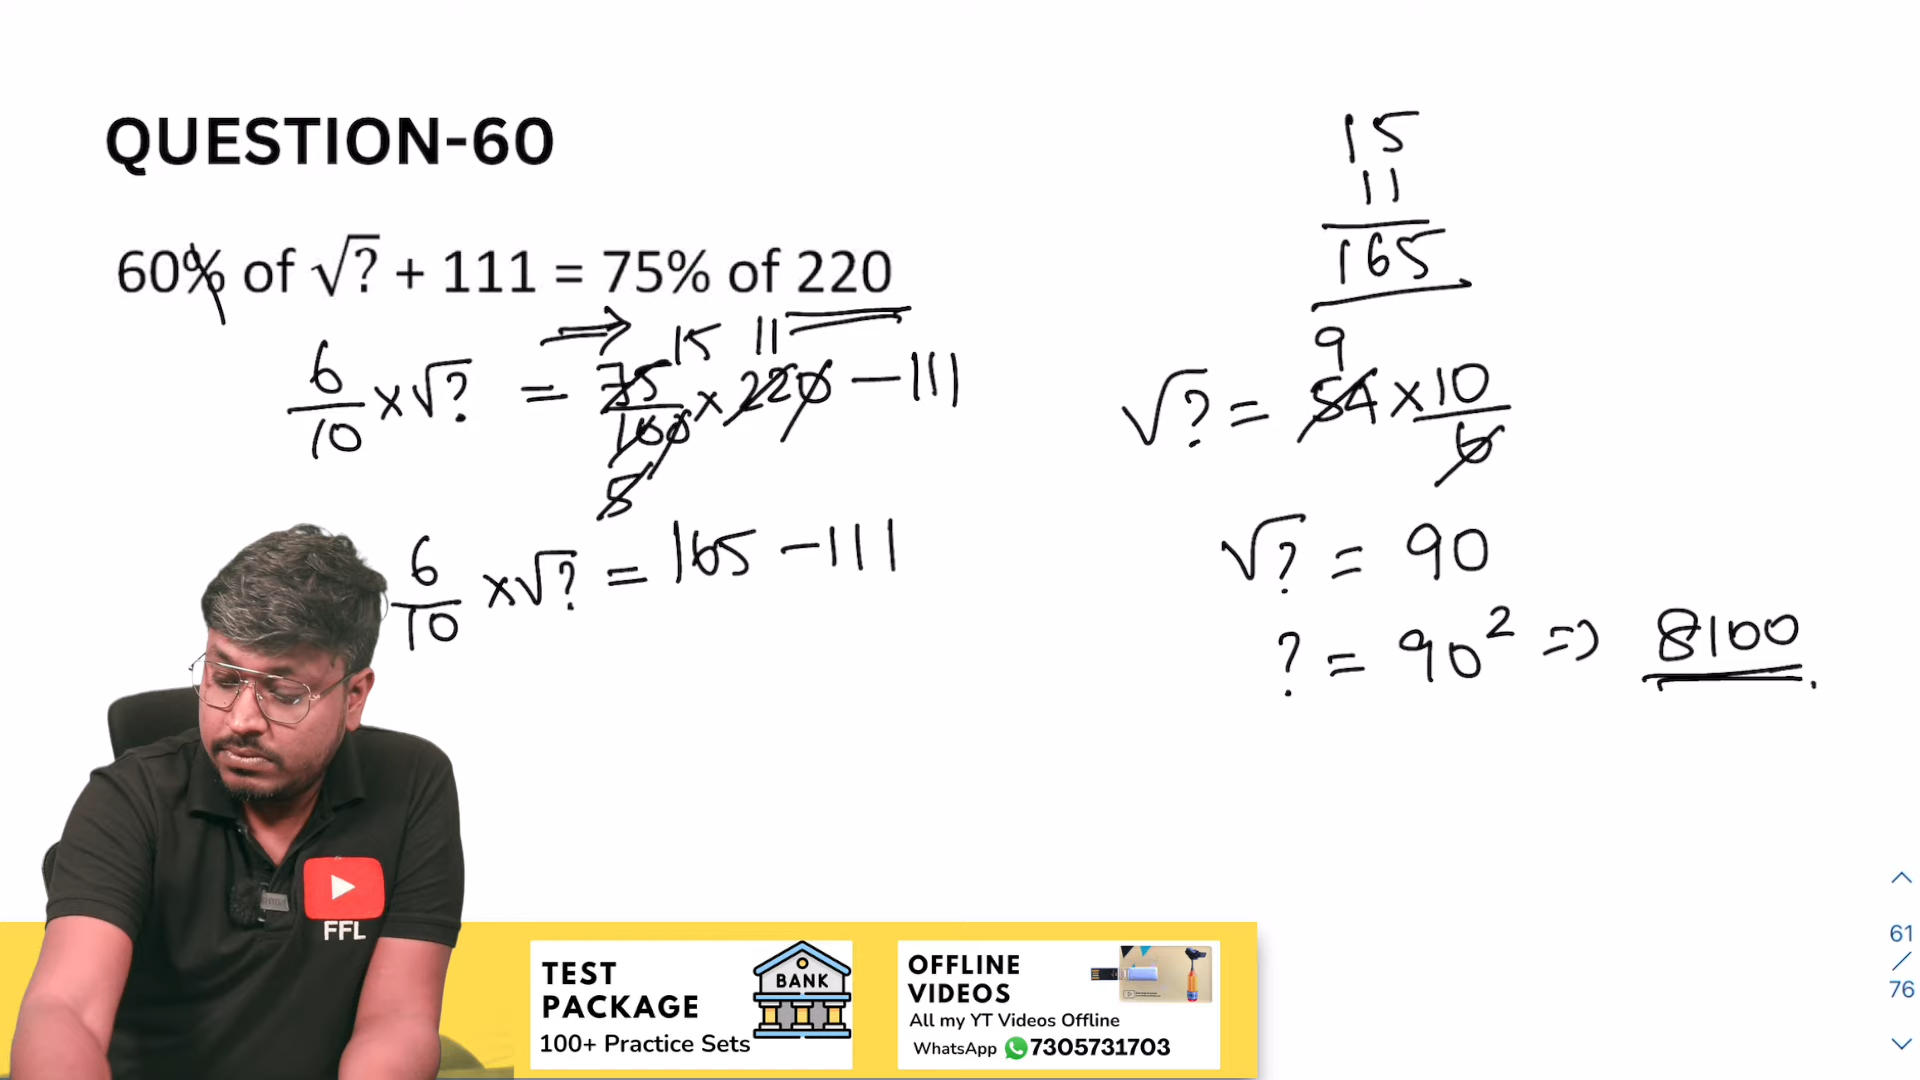 QUESTION-60
60% of √? + 111 = 75% of 220
15 11
6/10 × √? = 75/100 × 220 − 111
5
6/10 × √? = 165 − 111
15
11
165
9
√? = 54 × 10/6
√? = 90
? = 90² => 8100
FFL
TEST
PACKAGE
100+ Practice Sets
BANK
OFFLINE
VIDEOS
All my YT Videos Offline
WhatsApp 7305731703
61
/
76